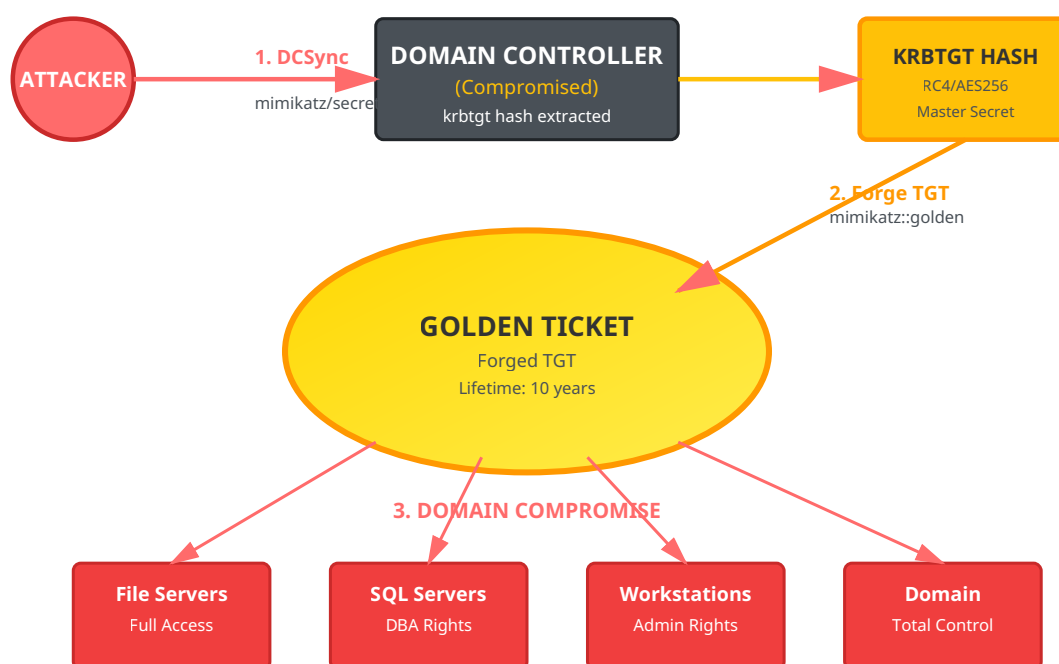 ATTACKER
1. DCSync
mimikatz/secre
DOMAIN CONTROLLER
(Compromised)
krbtgt hash extracted
KRBTGT HASH
RC4/AES256
Master Secret
2. Forge TGT
mimikatz::golden
GOLDEN TICKET
Forged TGT
Lifetime: 10 years
3. DOMAIN COMPROMISE
File Servers
Full Access
SQL Servers
DBA Rights
Workstations
Admin Rights
Domain
Total Control